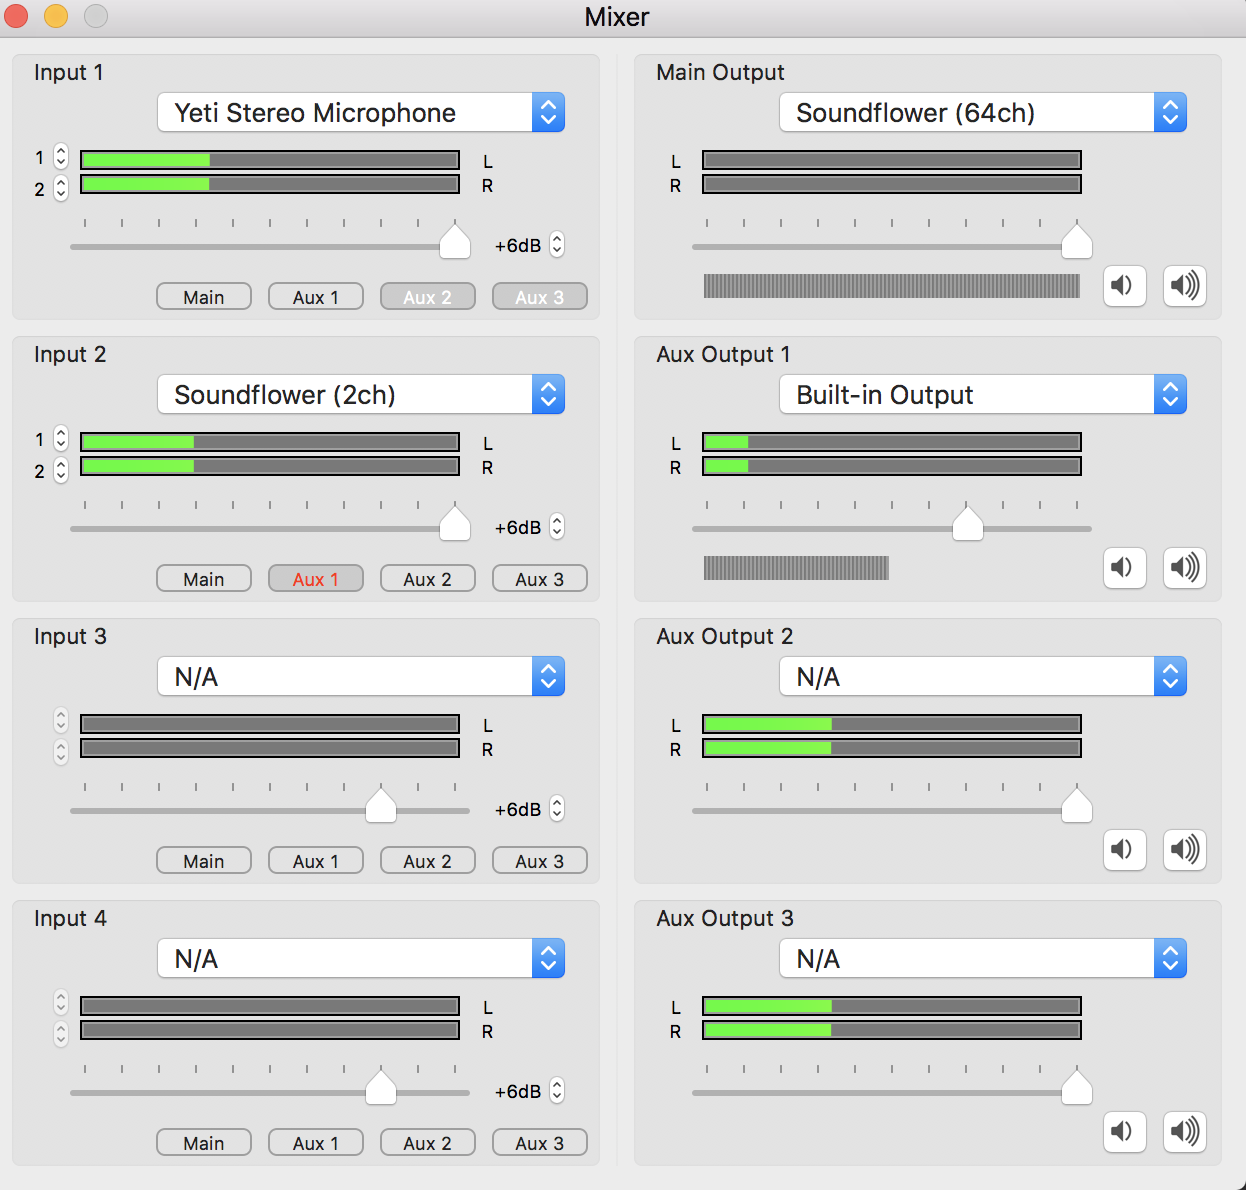 Mixer
Input 1
Yeti Stereo Microphone
1
L
2
R
+6dB
Main Aux 1 Aux 2 Aux 3
Input 2
Soundflower (2ch)
1
L
2
R
+6dB
Main Aux 1 Aux 2 Aux 3
Input 3
N/A
L
R
+6dB
Main Aux 1 Aux 2 Aux 3
Input 4
N/A
L
R
+6dB
Main Aux 1 Aux 2 Aux 3
Main Output
Soundflower (64ch)
L
R
Aux Output 1
Built-in Output
L
R
Aux Output 2
N/A
L
R
Aux Output 3
N/A
L
R